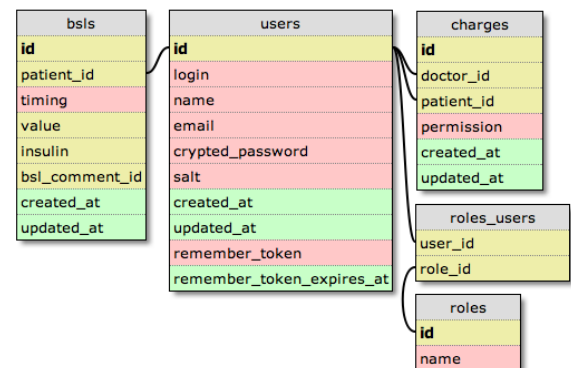 bsls
id
patient_id
timing
value
insulin
bsl_comment_id
created_at
updated_at
users
id
login
name
email
crypted_password
salt
created_at
updated_at
remember_token
remember_token_expires_at
charges
id
doctor_id
patient_id
permission
created_at
updated_at
roles_users
user_id
role_id
roles
id
name